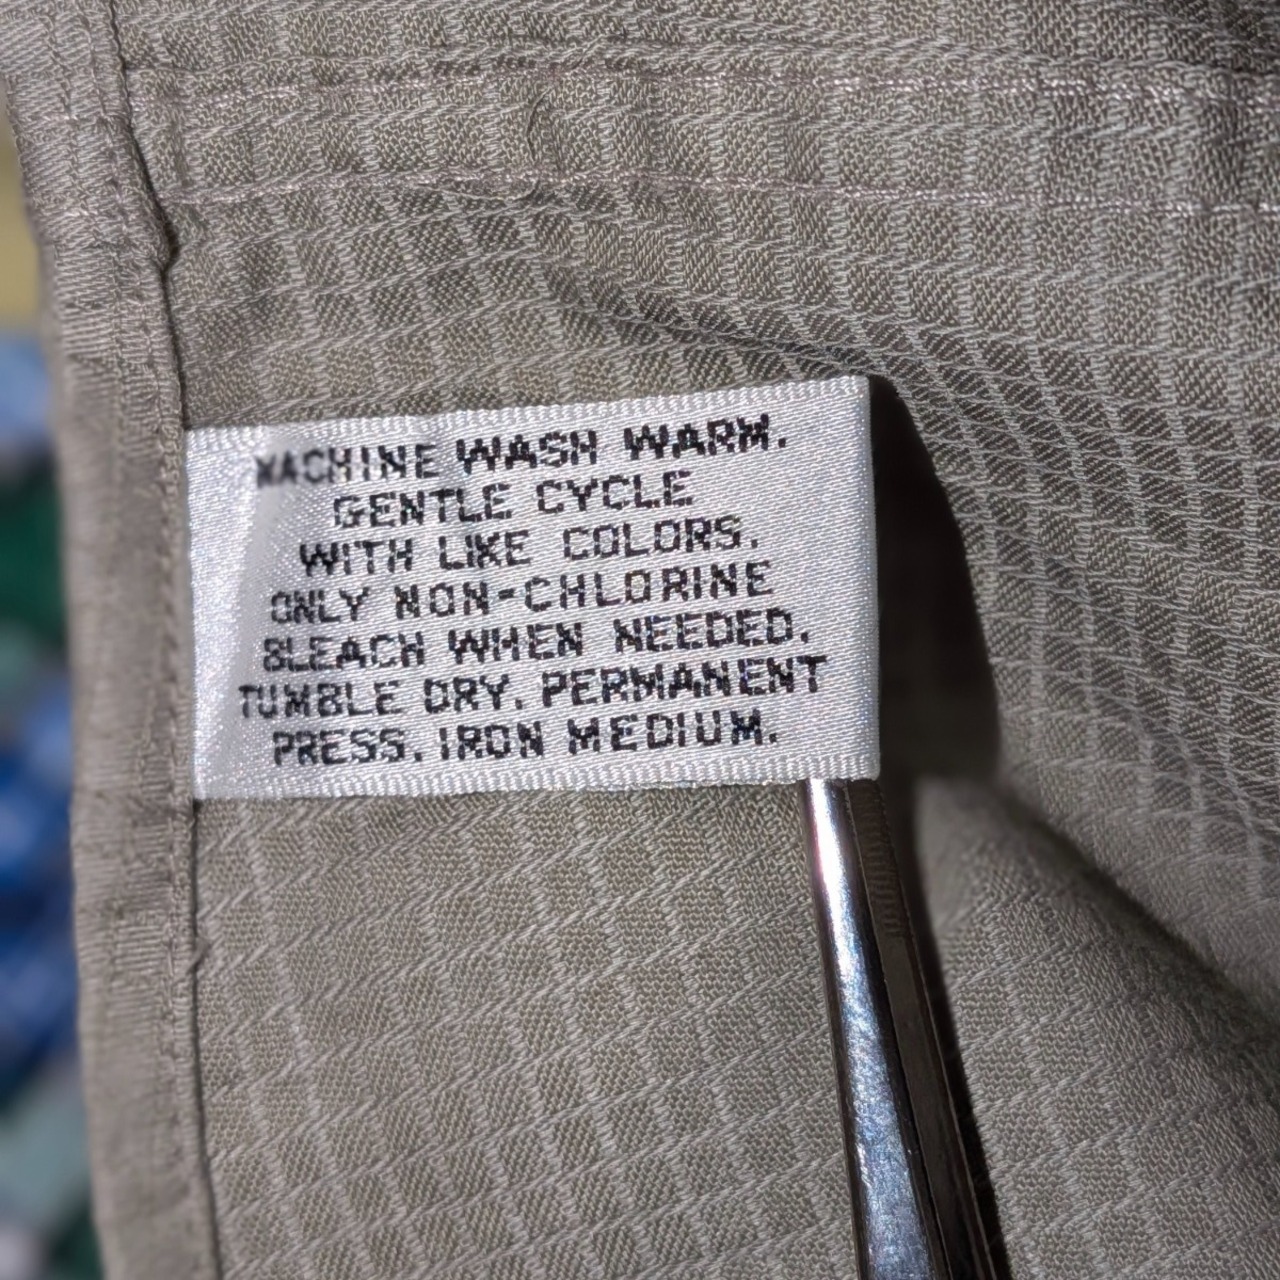 MACHINE WASH WARM.
GENTLE CYCLE
WITH LIKE COLORS.
ONLY NON-CHLORINE
BLEACH WHEN NEEDED.
TUMBLE DRY. PERMANENT
PRESS. IRON MEDIUM.